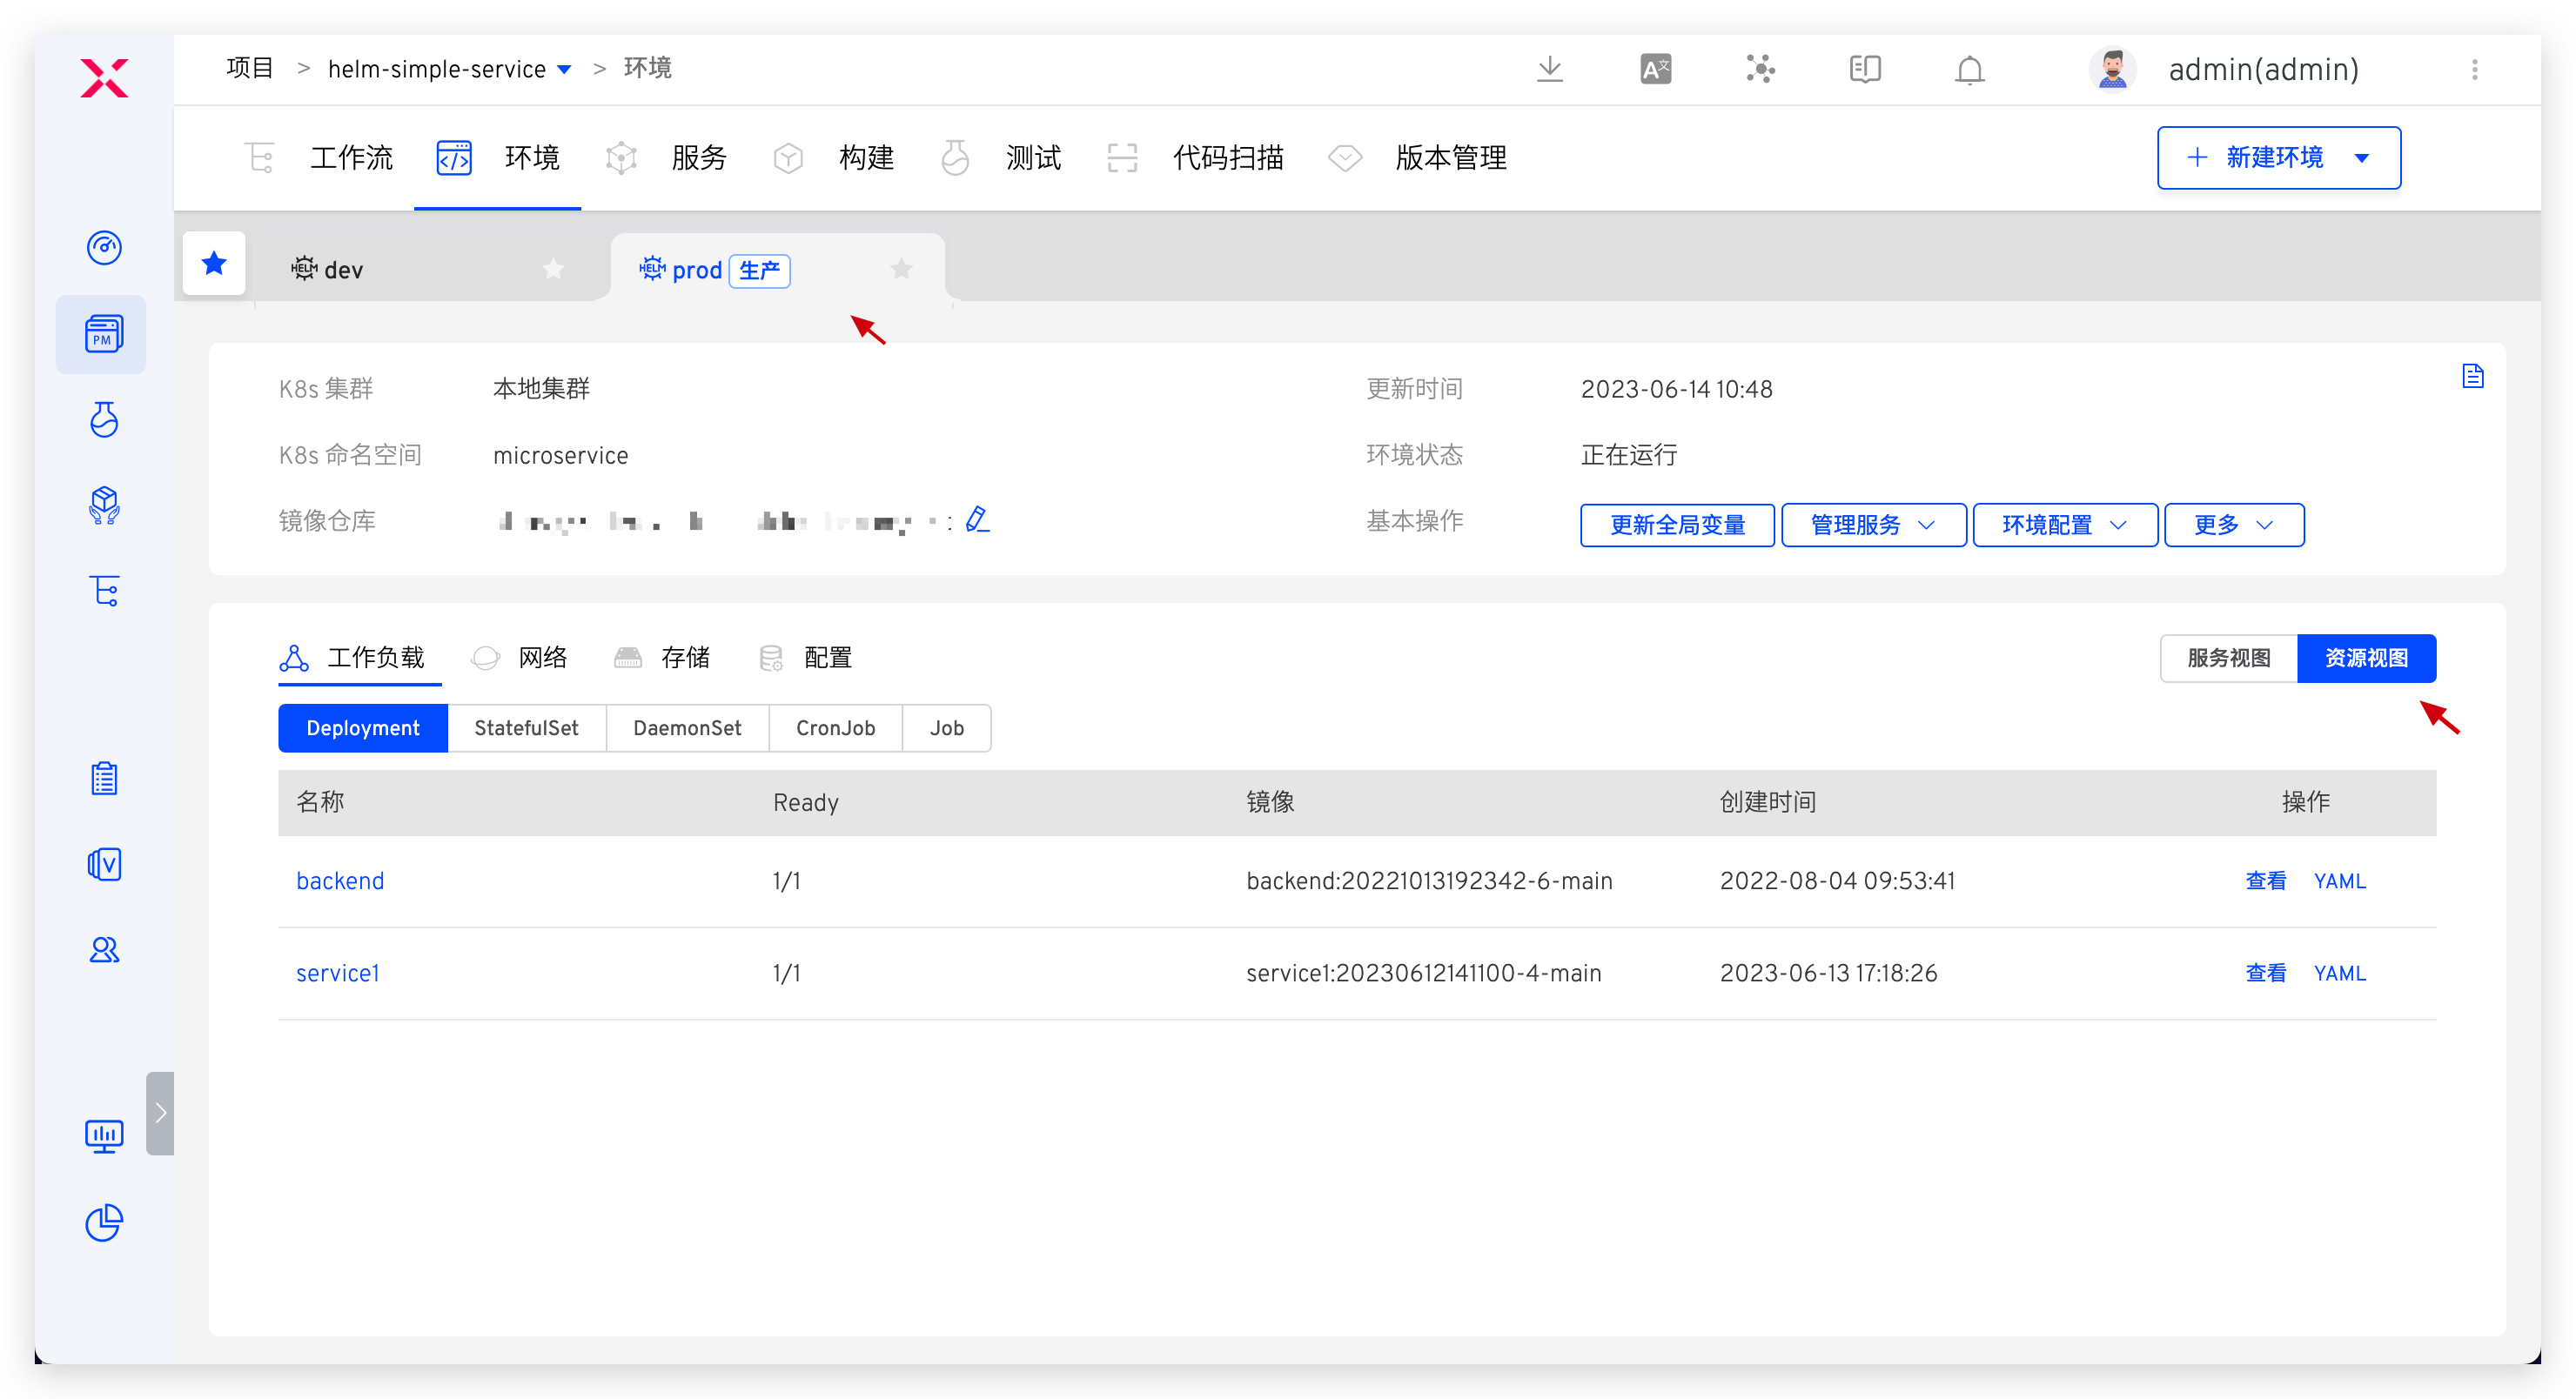 项目 > helm-simple-service > 环境
admin(admin)
工作流 环境 服务 构建 测试 代码扫描 版本管理
+ 新建环境
HELM dev
HELM prod 生产
PM
K8s 集群 本地集群
更新时间 2023-06-14 10:48
K8s 命名空间 microservice
环境状态 正在运行
镜像仓库
基本操作 更新全局变量 管理服务 环境配置 更多
工作负载 网络 存储 配置
服务视图 资源视图
Deployment StatefulSet DaemonSet CronJob Job
名称 Ready 镜像 创建时间 操作
backend 1/1 backend:20221013192342-6-main 2022-08-04 09:53:41 查看 YAML
service1 1/1 service1:20230612141100-4-main 2023-06-13 17:18:26 查看 YAML